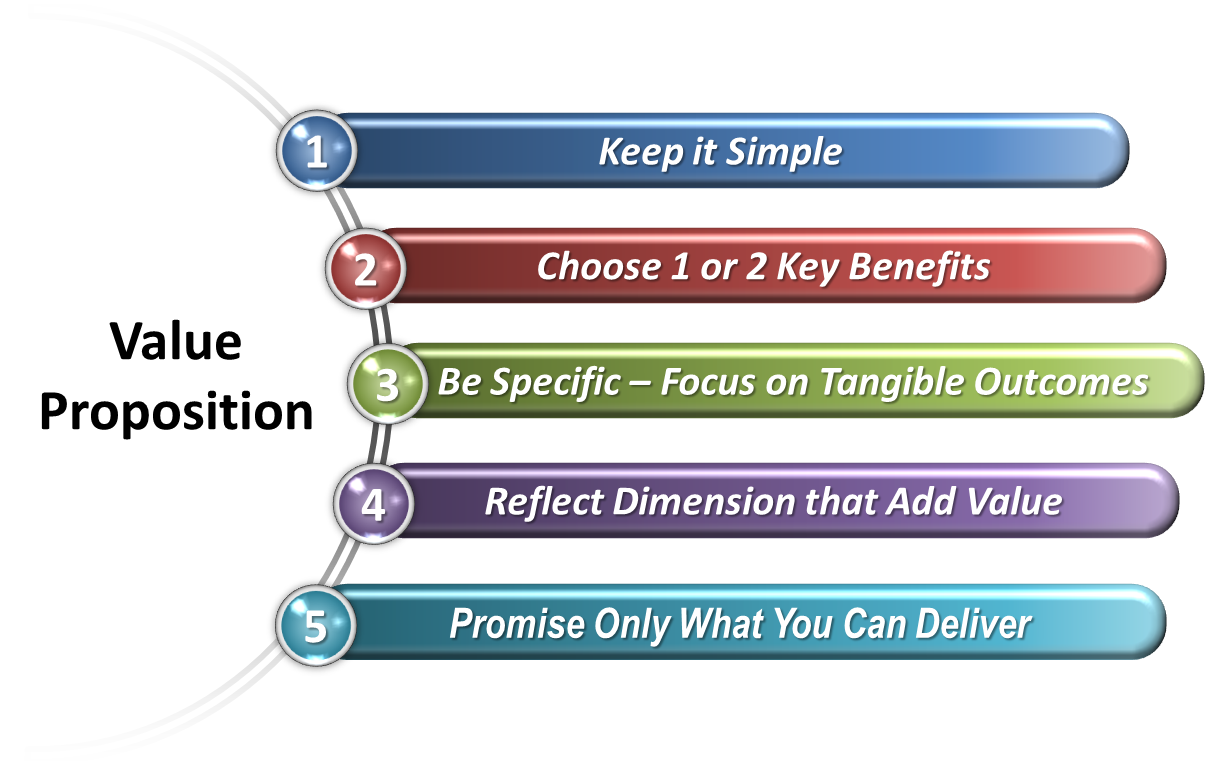 Value
Proposition
1
Keep it Simple
2
Choose 1 or 2 Key Benefits
3
Be Specific – Focus on Tangible Outcomes
4
Reflect Dimension that Add Value
5
Promise Only What You Can Deliver